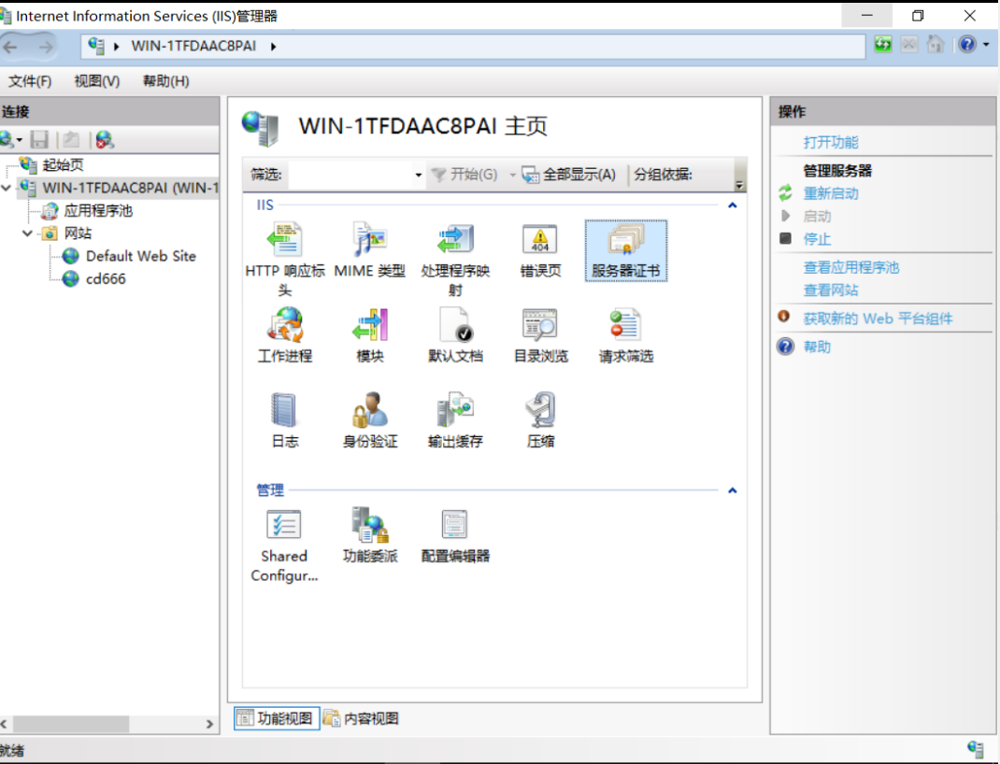 Internet Information Services (IIS)管理器
WIN-1TFDAAC8PAI
文件(F) 视图(V) 帮助(H)
连接
起始页
WIN-1TFDAAC8PAI (WIN-1
应用程序池
网站
Default Web Site
cd666
WIN-1TFDAAC8PAI 主页
筛选: 开始(G) 全部显示(A) 分组依据:
IIS
HTTP 响应标
头
MIME 类型
处理程序映
射
错误页
404
服务器证书
工作进程
模块
默认文档
目录浏览
请求筛选
日志
身份验证
输出缓存
压缩
管理
Shared
Configur...
功能委派
配置编辑器
功能视图
内容视图
操作
打开功能
管理服务器
重新启动
启动
停止
查看应用程序池
查看网站
获取新的 Web 平台组件
帮助
就绪